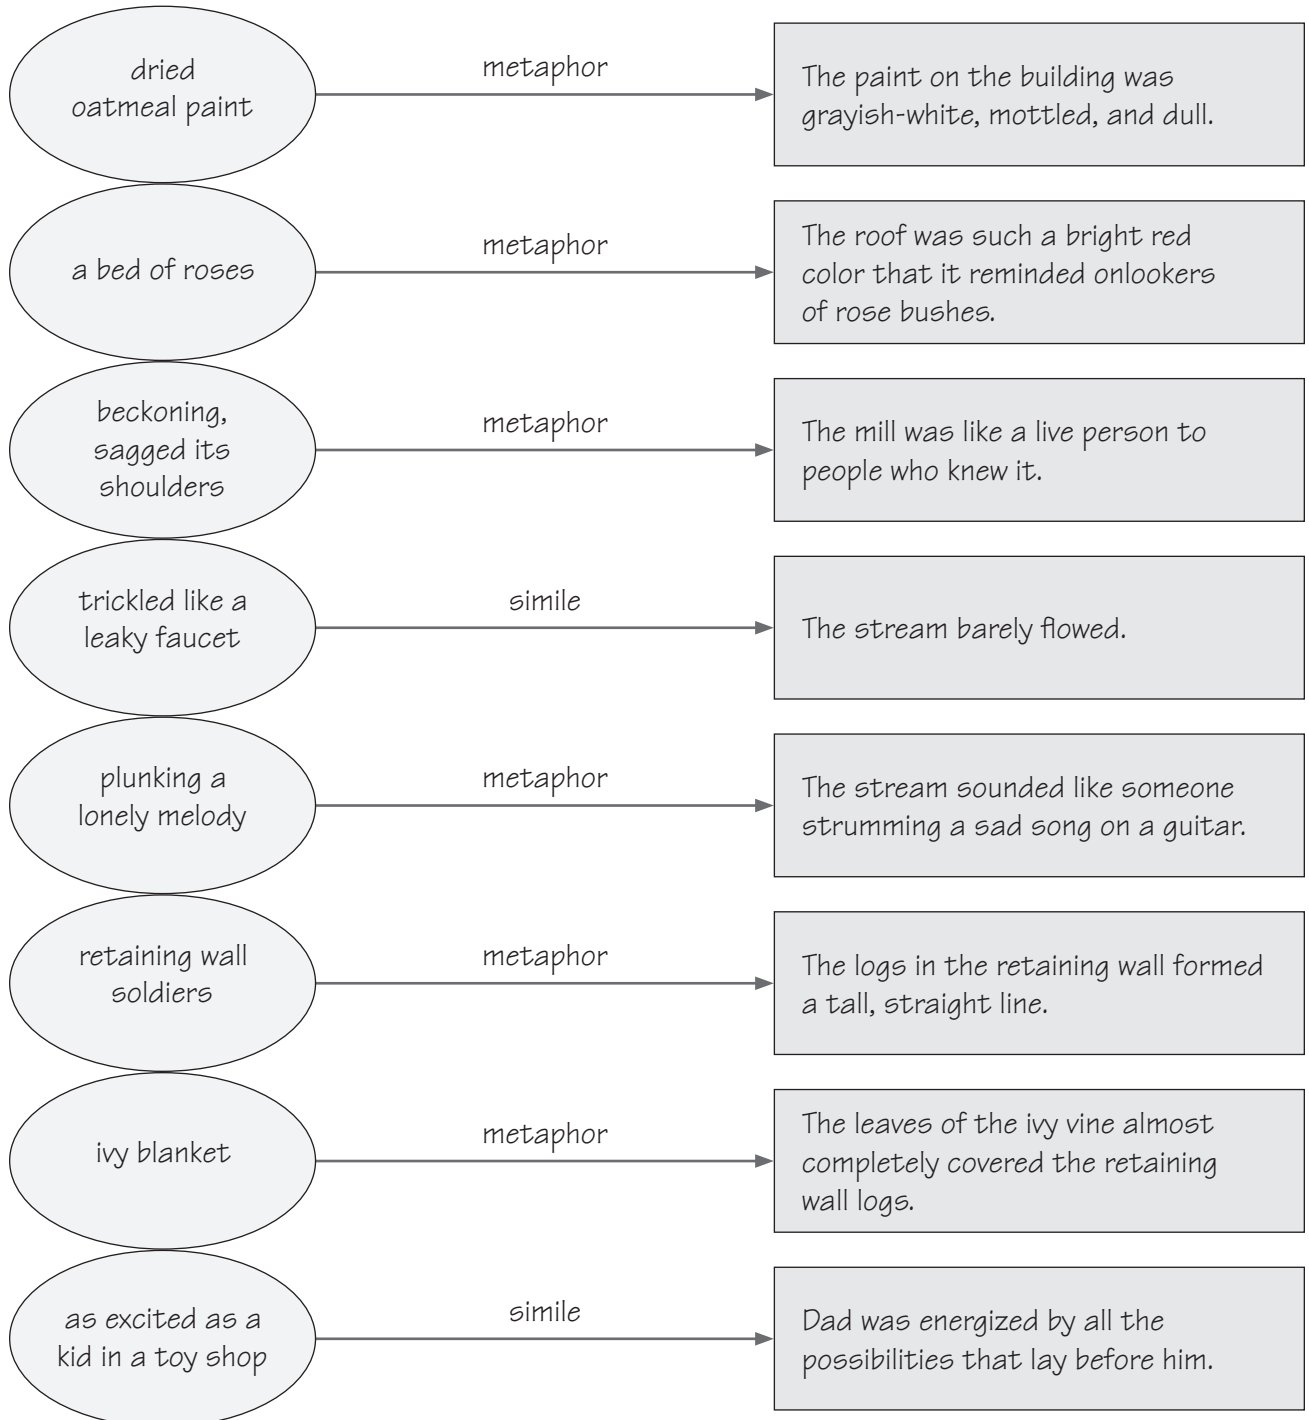 dried
oatmeal paint
metaphor
The paint on the building was
grayish-white, mottled, and dull.
a bed of roses
metaphor
The roof was such a bright red
color that it reminded onlookers
of rose bushes.
beckoning,
sagged its
shoulders
metaphor
The mill was like a live person to
people who knew it.
trickled like a
leaky faucet
simile
The stream barely flowed.
plunking a
lonely melody
metaphor
The stream sounded like someone
strumming a sad song on a guitar.
retaining wall
soldiers
metaphor
The logs in the retaining wall formed
a tall, straight line.
ivy blanket
metaphor
The leaves of the ivy vine almost
completely covered the retaining
wall logs.
as excited as a
kid in a toy shop
simile
Dad was energized by all the
possibilities that lay before him.